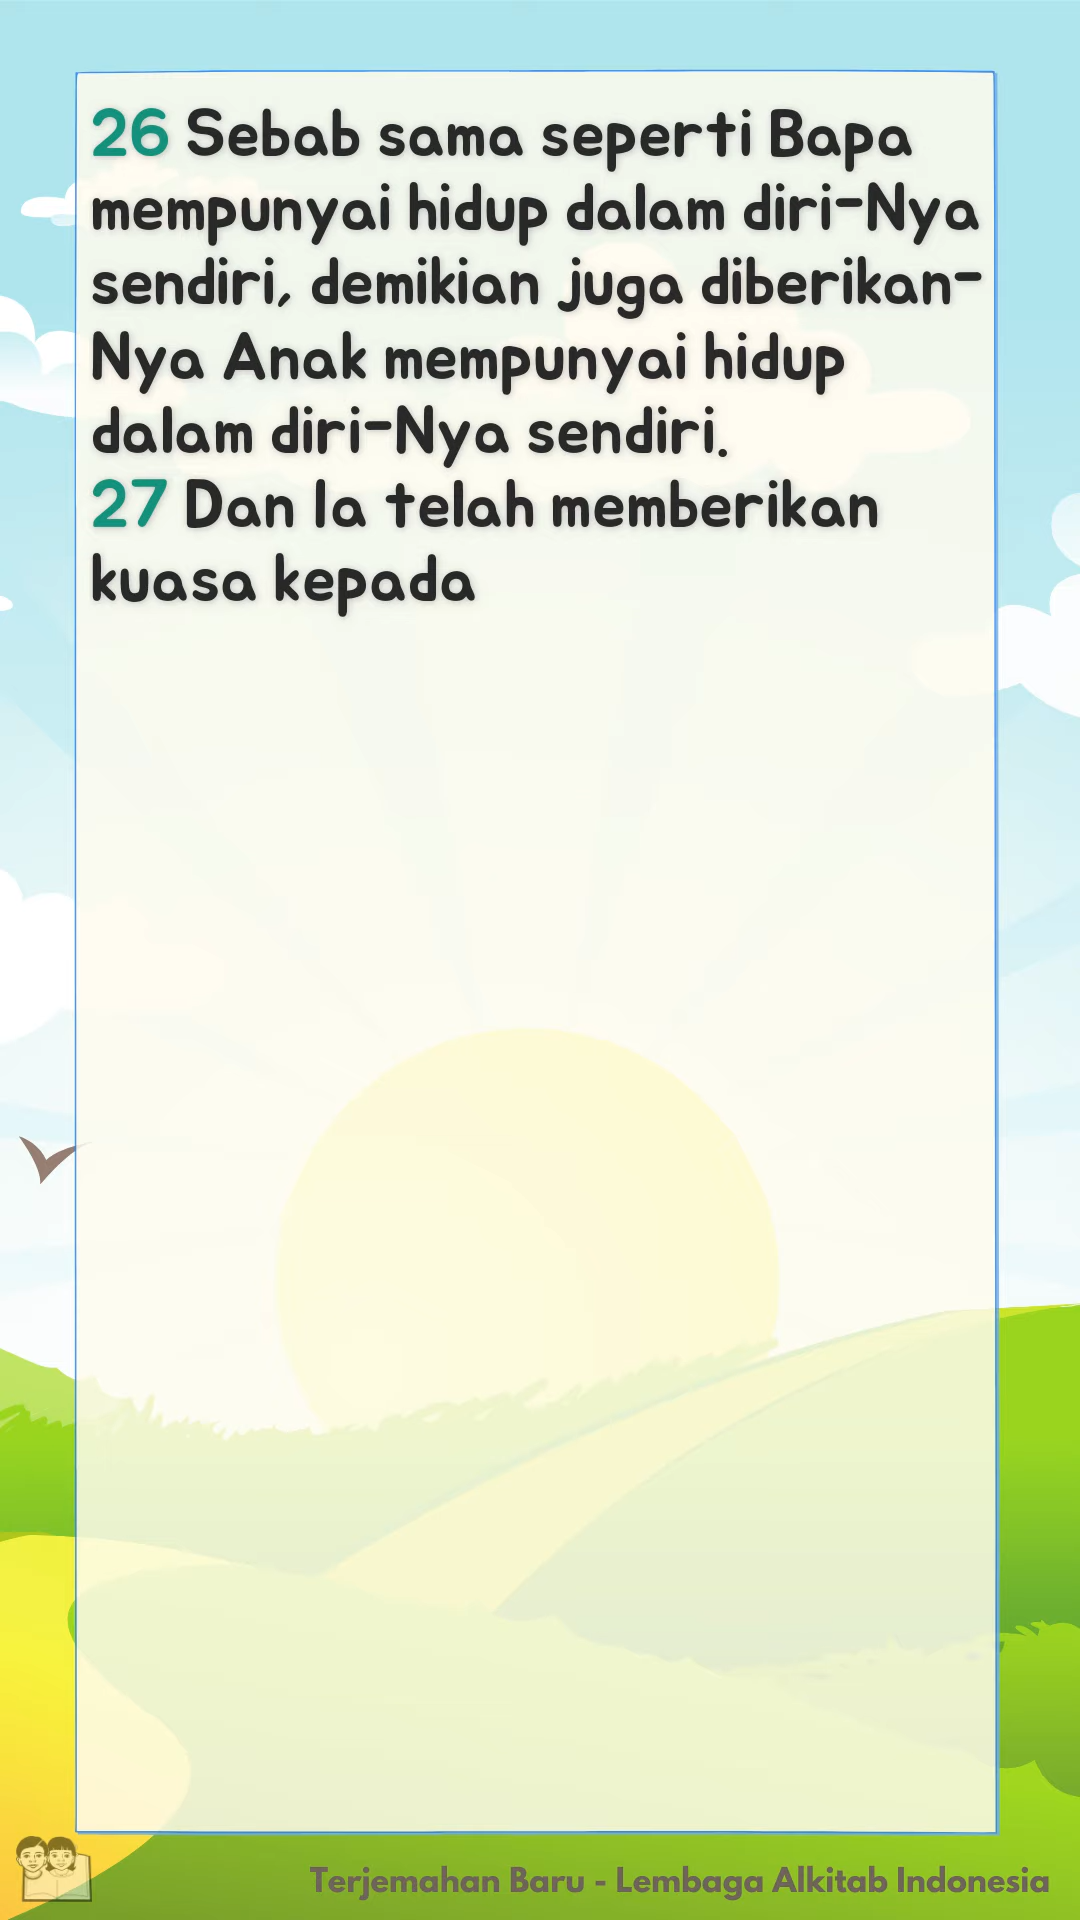 26 Sebab sama seperti Bapa
mempunyai hidup dalam diri-Nya
sendiri, demikian juga diberikan-
Nya Anak mempunyai hidup
dalam diri-Nya sendiri.
27 Dan Ia telah memberikan
kuasa kepada
Terjemahan Baru - Lembaga Alkitab Indonesia